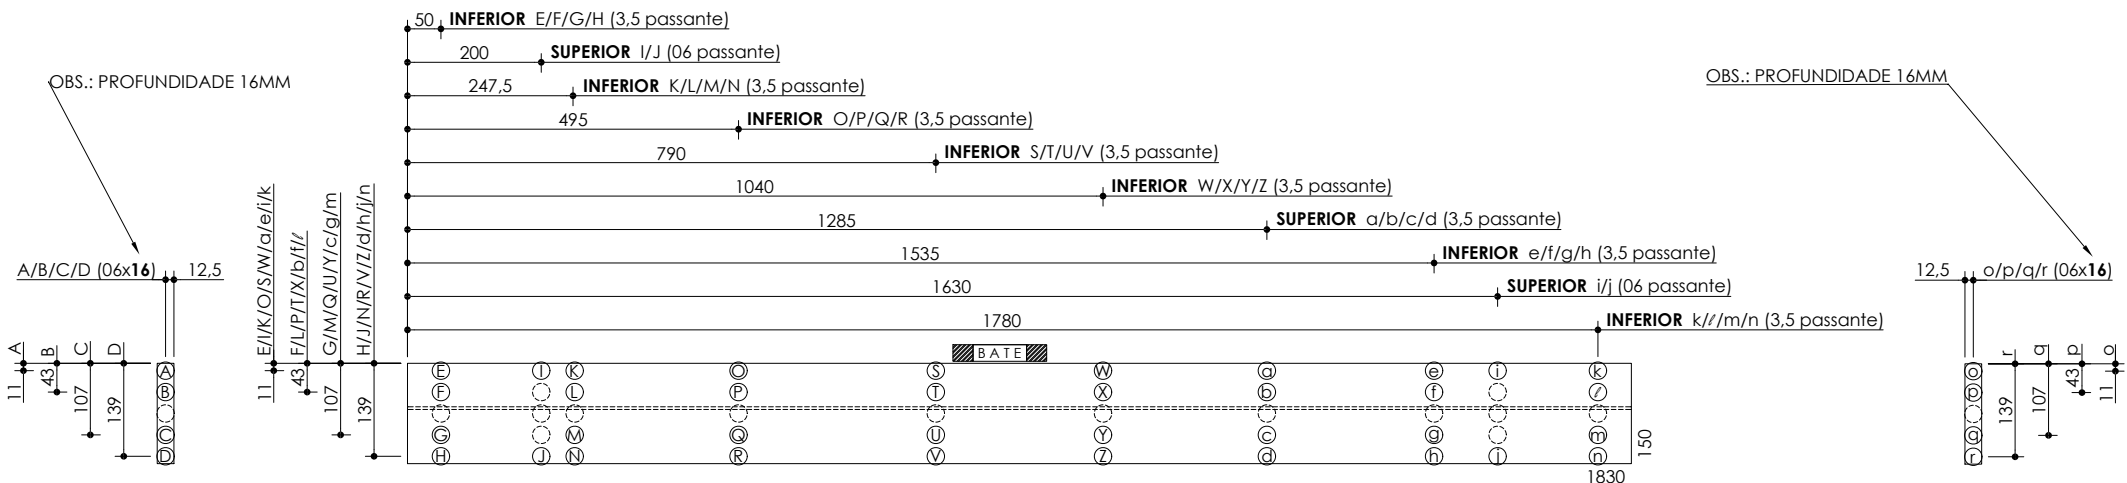 50 INFERIOR E/F/G/H (3,5 passante)
200 SUPERIOR I/J (06 passante)
OBS.: PROFUNDIDADE 16MM
OBS.: PROFUNDIDADE 16MM
247,5 INFERIOR K/L/M/N (3,5 passante)
495 INFERIOR O/P/Q/R (3,5 passante)
790 INFERIOR S/T/U/V (3,5 passante)
1040 INFERIOR W/X/Y/Z (3,5 passante)
1285 SUPERIOR a/b/c/d (3,5 passante)
1535 INFERIOR e/f/g/h (3,5 passante)
1630 SUPERIOR i/j (06 passante)
1780 INFERIOR k/ℓ/m/n (3,5 passante)
A/B/C/D (06x16) 12,5
E/I/K/O/S/W/a/e/i/k
F/L/P/T/X/b/f/ℓ
G/M/Q/U/Y/c/g/m
H/J/N/R/V/Z/d/h/j/n
12,5 o/p/q/r (06x16)
A B C D
11 43 107 139
A
B
C
D
11 43 107 139
BATE
E I K O S W a e i k
F L P T X b f ℓ
G M Q U Y c g m
H J N R V Z d h j n
150
1830
o
p
q
r
r q p o
139 107 43 11